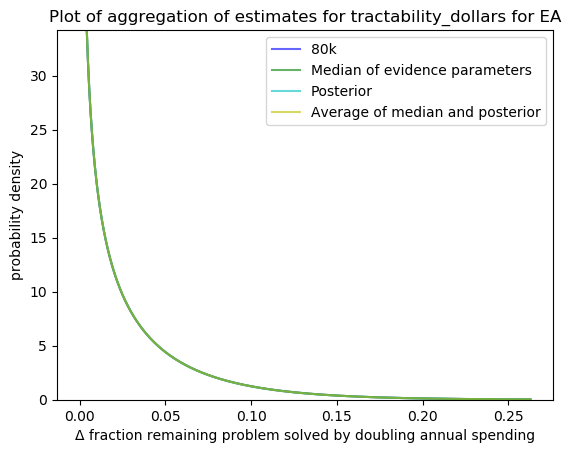 Plot of aggregation of estimates for tractability_dollars for EA
80k
Median of evidence parameters
Posterior
Average of median and posterior
probability density
30
25
20
15
10
5
0
0.00 0.05 0.10 0.15 0.20 0.25
Δ fraction remaining problem solved by doubling annual spending